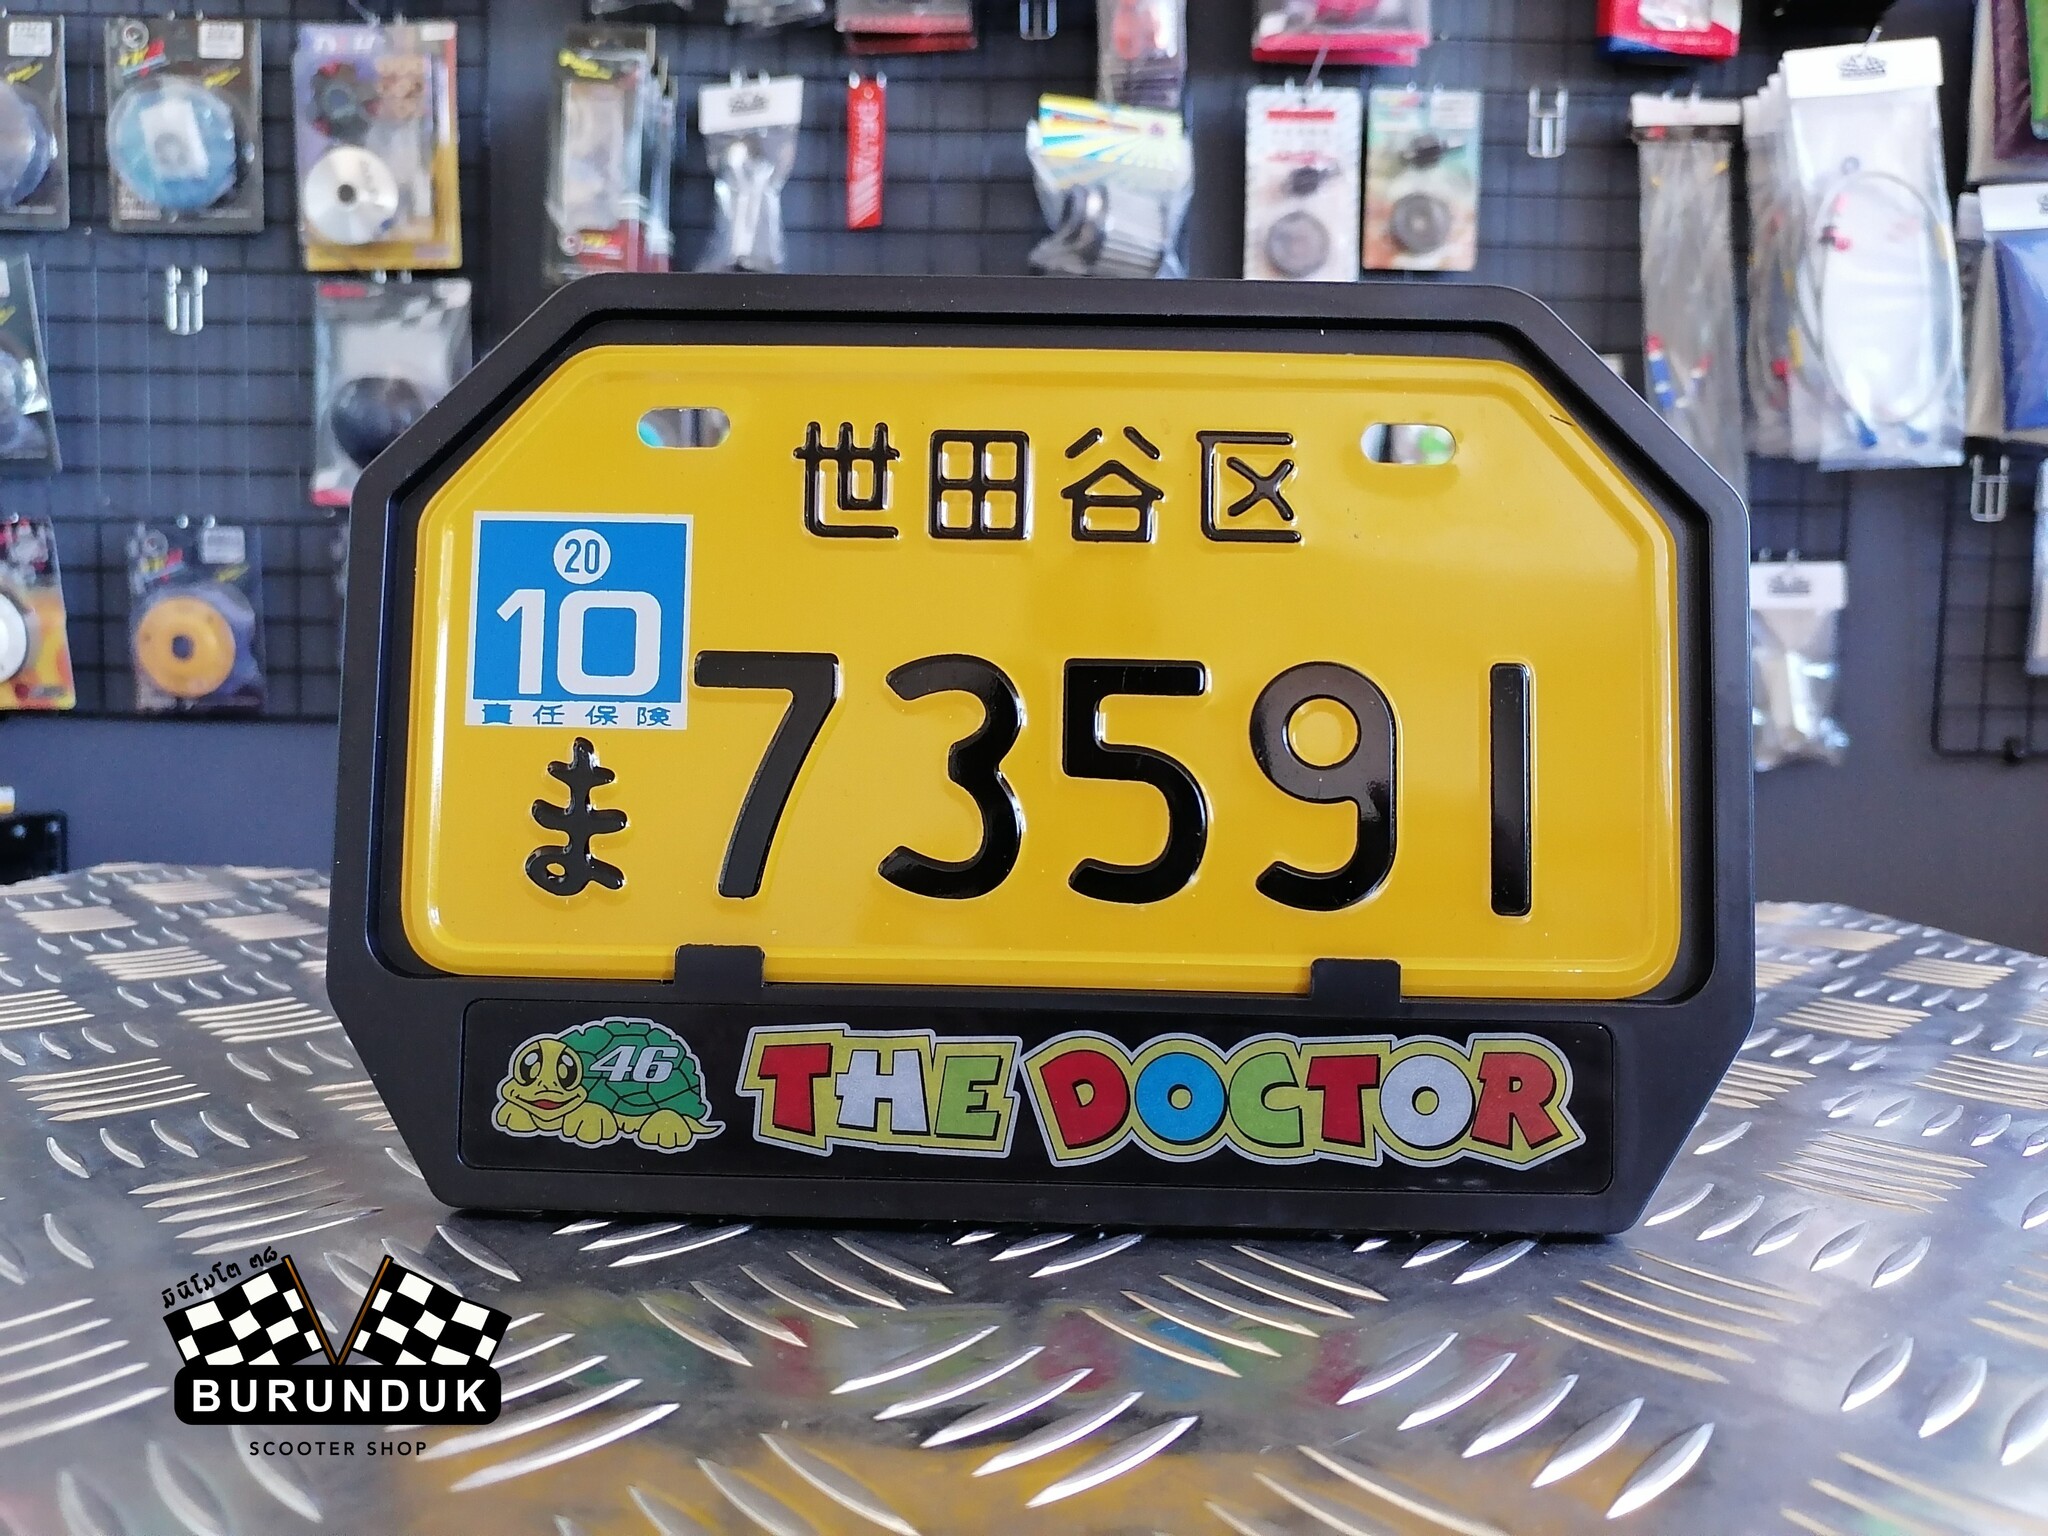 世田谷区
20
10
責任保険
ま 73591
46 THE DOCTOR
มินิโมโต ๓๘
BURUNDUK
SCOOTER SHOP